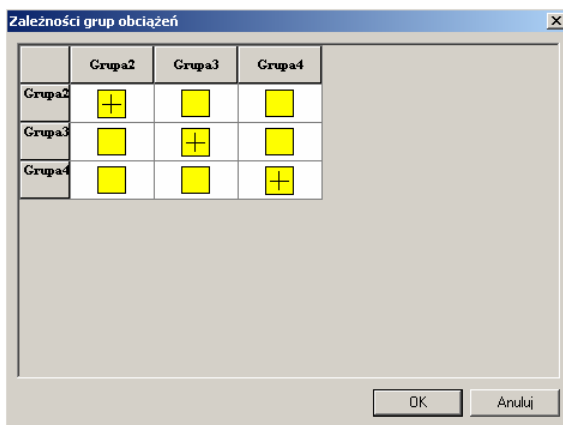 Zależności grup obciążeń
Grupa2 Grupa3 Grupa4
Grupa2
Grupa3
Grupa4
OK Anuluj